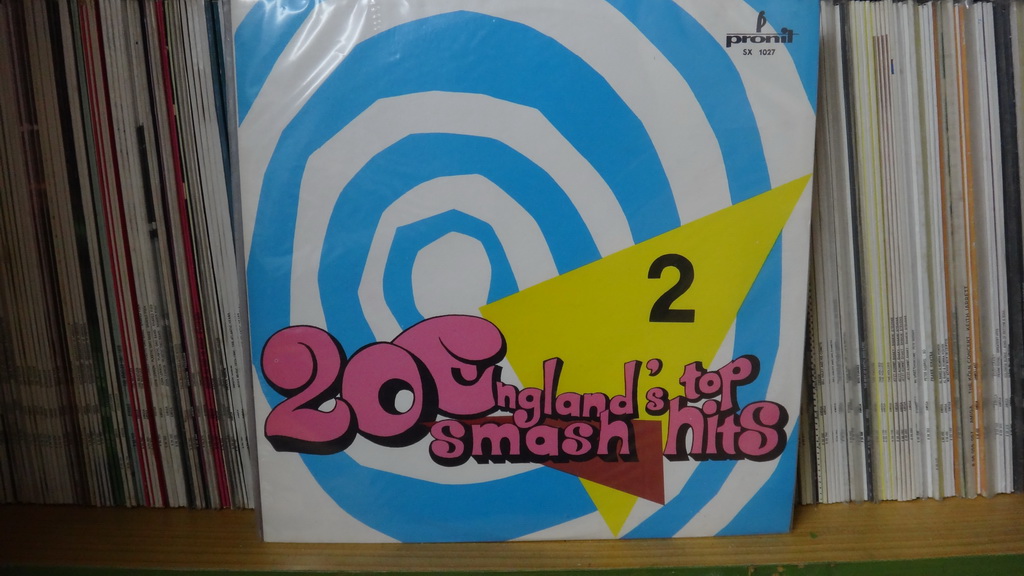 pronit
SX 1027
2
20 England's top
smash hits